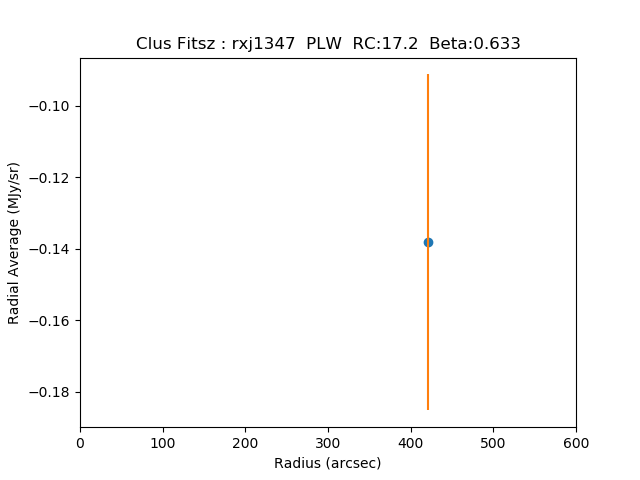 Clus Fitsz : rxj1347  PLW  RC:17.2  Beta:0.633
Radial Average (MJy/sr)
−0.10
−0.12
−0.14
−0.16
−0.18
0 100 200 300 400 500 600
Radius (arcsec)